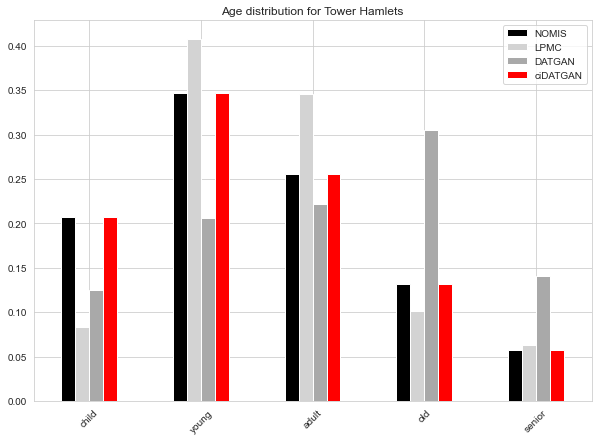 Age distribution for Tower Hamlets
NOMIS
LPMC
DATGAN
ciDATGAN
0.40
0.35
0.30
0.25
0.20
0.15
0.10
0.05
0.00
child
young
adult
old
senior